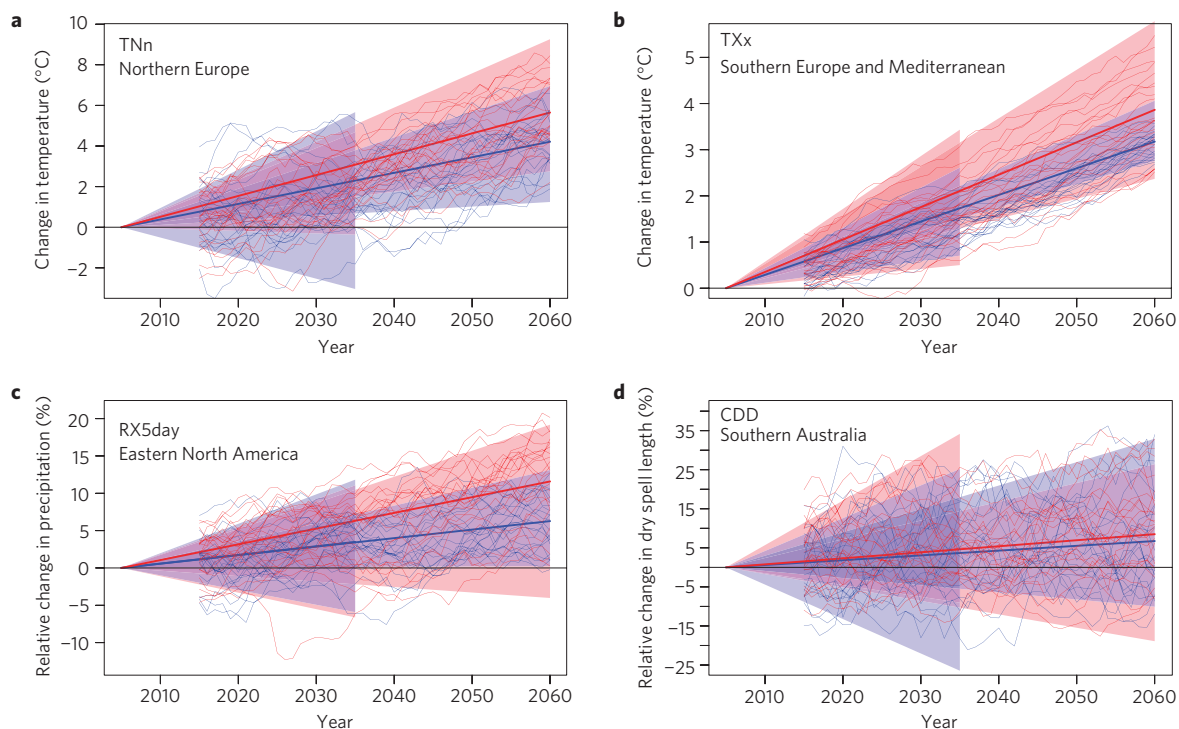 a
TNn
Northern Europe
Change in temperature (°C)
10
8
6
4
2
0
−2
2010 2020 2030 2040 2050 2060
Year
b
TXx
Southern Europe and Mediterranean
Change in temperature (°C)
5
4
3
2
1
0
2010 2020 2030 2040 2050 2060
Year
c
RX5day
Eastern North America
Relative change in precipitation (%)
20
15
10
5
0
−5
−10
2010 2020 2030 2040 2050 2060
Year
d
CDD
Southern Australia
Relative change in dry spell length (%)
35
25
15
5
−5
−15
−25
2010 2020 2030 2040 2050 2060
Year